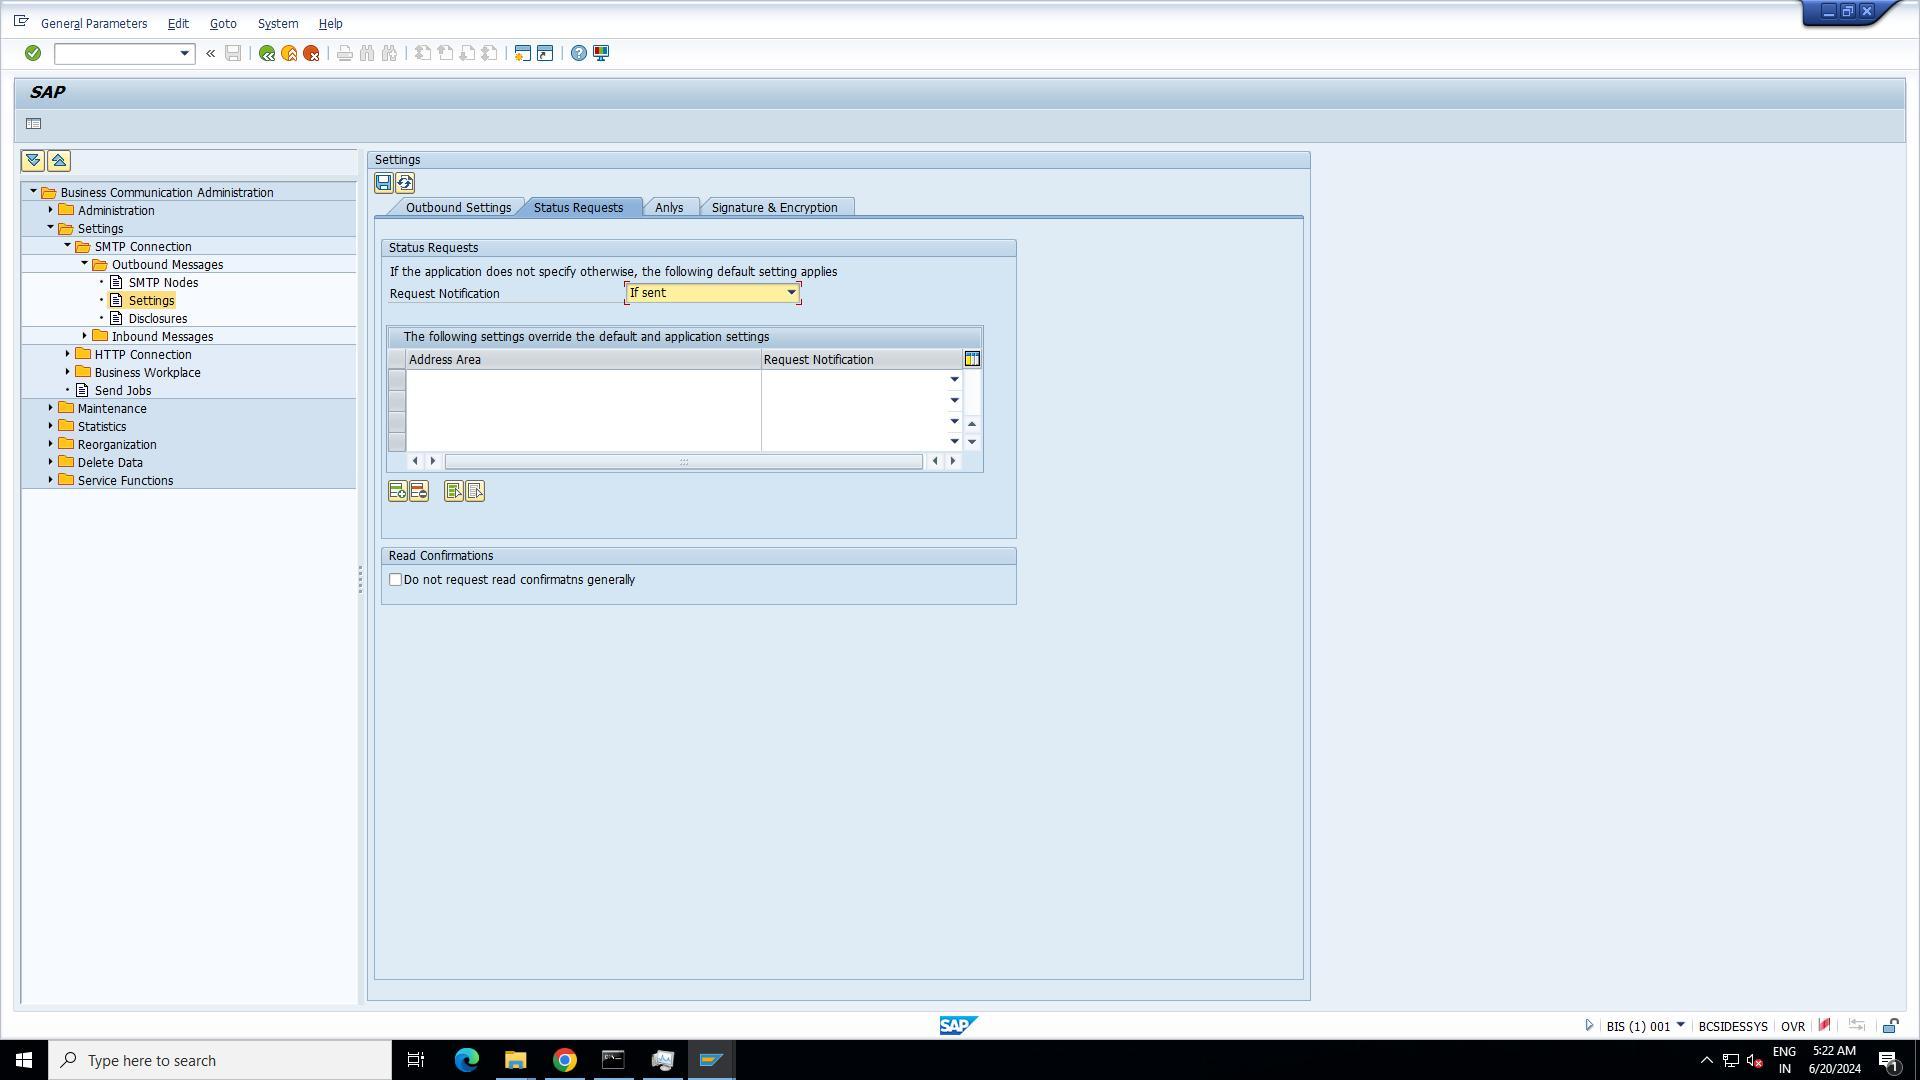 General Parameters Edit Goto System Help
SAP
Business Communication Administration
Administration
Settings
SMTP Connection
Outbound Messages
SMTP Nodes
Settings
Disclosures
Inbound Messages
HTTP Connection
Business Workplace
Send Jobs
Maintenance
Statistics
Reorganization
Delete Data
Service Functions
Settings
Outbound Settings Status Requests Anlys Signature & Encryption
Status Requests
If the application does not specify otherwise, the following default setting applies
Request Notification If sent
The following settings override the default and application settings
Address Area Request Notification
Read Confirmations
Do not request read confirmatns generally
SAP
BIS (1) 001 BCSIDESSYS OVR
Type here to search
ENG
IN
5:22 AM
6/20/2024
1